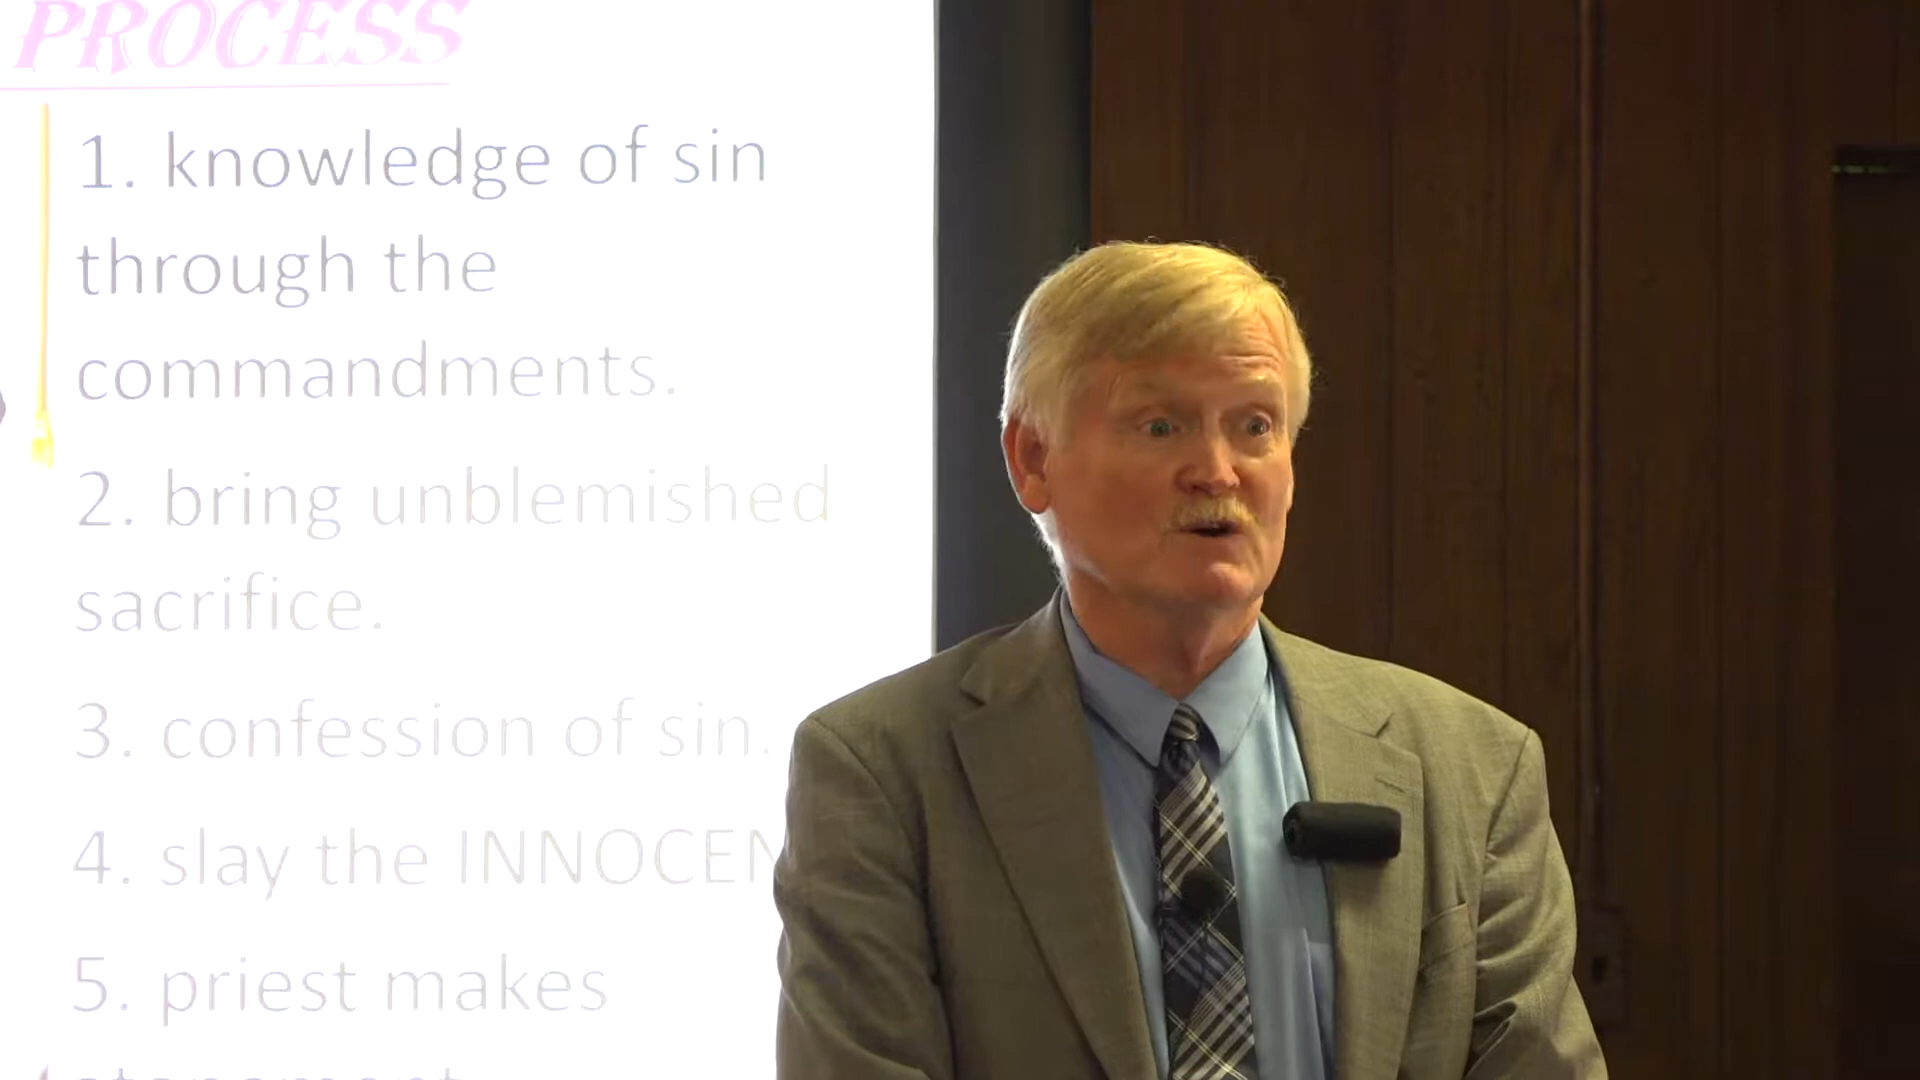 PROCESS
1. knowledge of sin
through the
commandments.
2. bring unblemished
sacrifice.
3. confession of sin.
4. slay the INNOCEN
5. priest makes
atonement